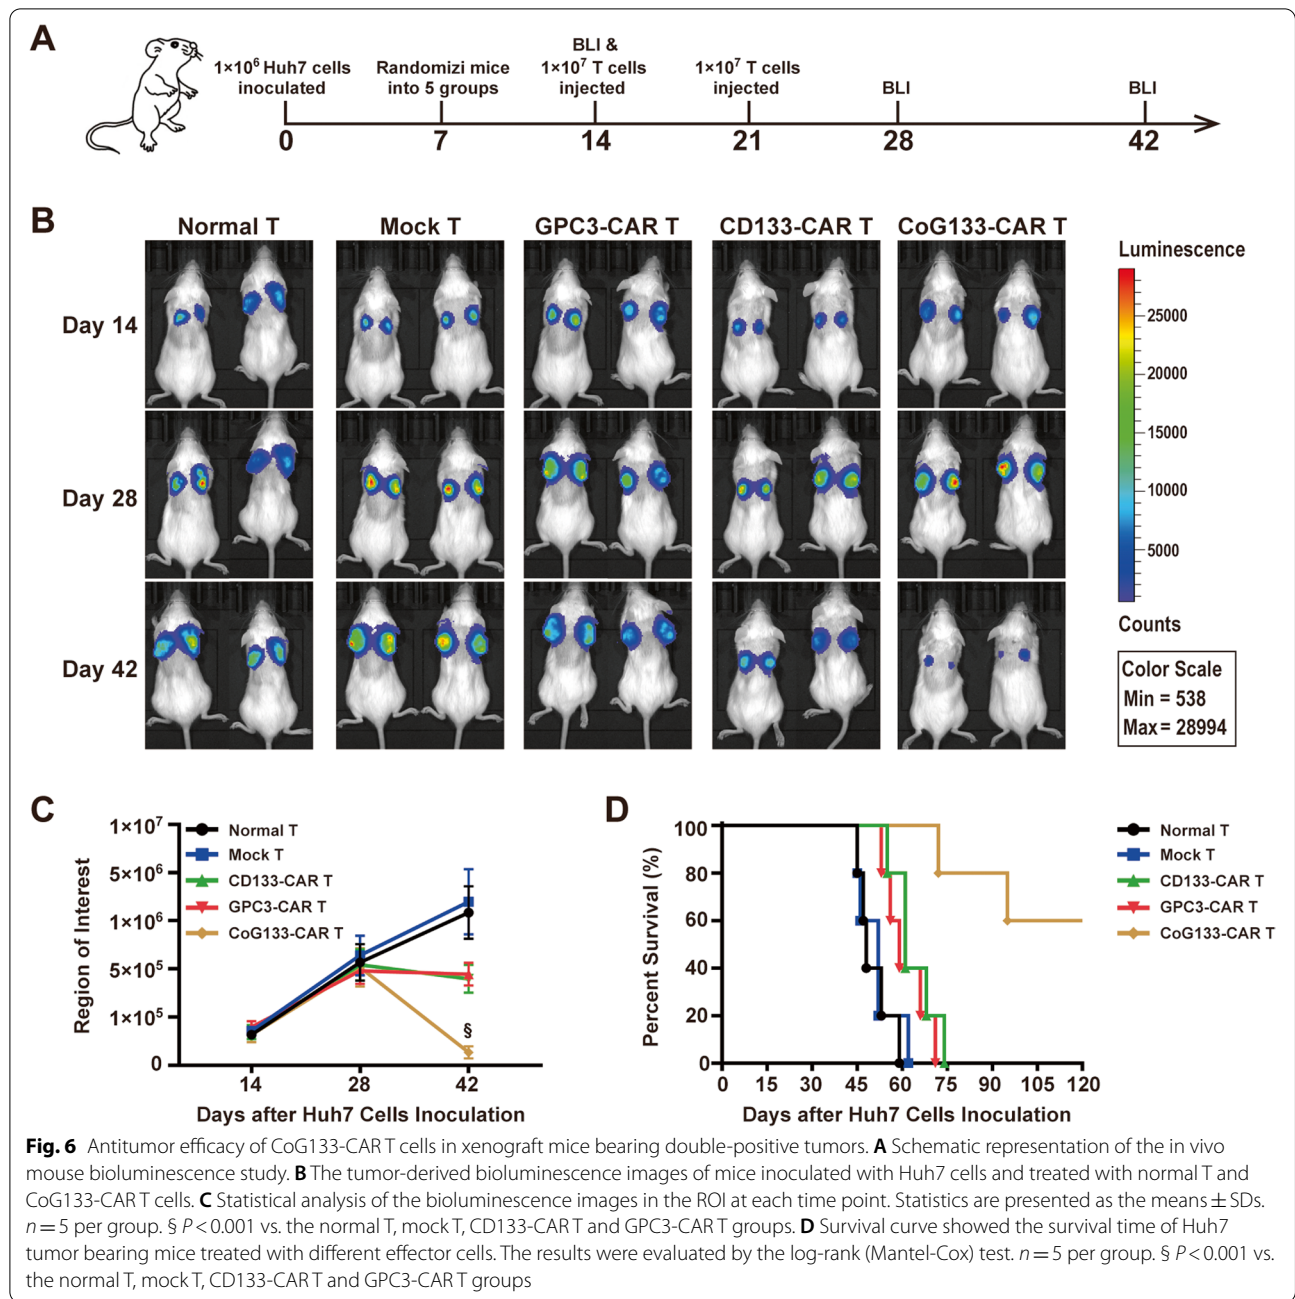 A
1×10⁶ Huh7 cells
inoculated
Randomizi mice
into 5 groups
BLI &
1×10⁷ T cells
injected
1×10⁷ T cells
injected
BLI
BLI
0 7 14 21 28 42
B
Normal T Mock T GPC3-CAR T CD133-CAR T CoG133-CAR T
Day 14
Day 28
Day 42
Luminescence
25000
20000
15000
10000
5000
Counts
Color Scale
Min = 538
Max = 28994
C
Region of Interest
1×10⁷
5×10⁶
1×10⁶
5×10⁵
1×10⁵
0
Normal T
Mock T
CD133-CAR T
GPC3-CAR T
CoG133-CAR T
§
14 28 42
Days after Huh7 Cells Inoculation
D
Percent Survival (%)
100
80
60
40
20
0
0 15 30 45 60 75 90 105 120
Days after Huh7 Cells Inoculation
Normal T
Mock T
CD133-CAR T
GPC3-CAR T
CoG133-CAR T
Fig. 6 Antitumor efficacy of CoG133-CAR T cells in xenograft mice bearing double-positive tumors. A Schematic representation of the in vivo
mouse bioluminescence study. B The tumor-derived bioluminescence images of mice inoculated with Huh7 cells and treated with normal T and
CoG133-CAR T cells. C Statistical analysis of the bioluminescence images in the ROI at each time point. Statistics are presented as the means ± SDs.
n = 5 per group. § P < 0.001 vs. the normal T, mock T, CD133-CAR T and GPC3-CAR T groups. D Survival curve showed the survival time of Huh7
tumor bearing mice treated with different effector cells. The results were evaluated by the log-rank (Mantel-Cox) test. n = 5 per group. § P < 0.001 vs.
the normal T, mock T, CD133-CAR T and GPC3-CAR T groups